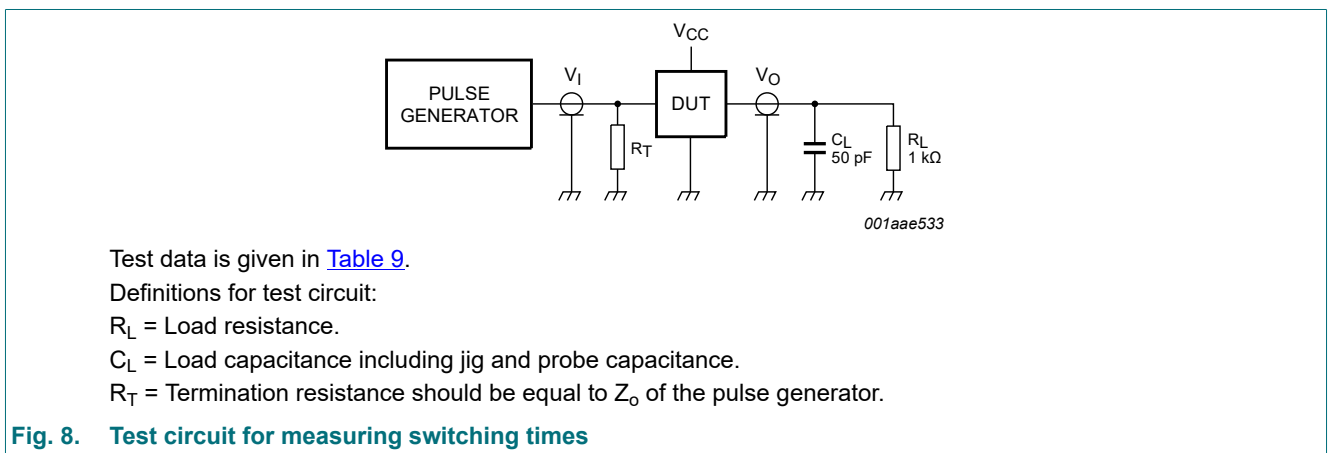 VCC
PULSE
GENERATOR
VI
DUT
VO
RT
CL
50 pF
RL
1 kΩ
001aae533
Test data is given in Table 9.
Definitions for test circuit:
RL = Load resistance.
CL = Load capacitance including jig and probe capacitance.
RT = Termination resistance should be equal to Zo of the pulse generator.
Fig. 8. Test circuit for measuring switching times